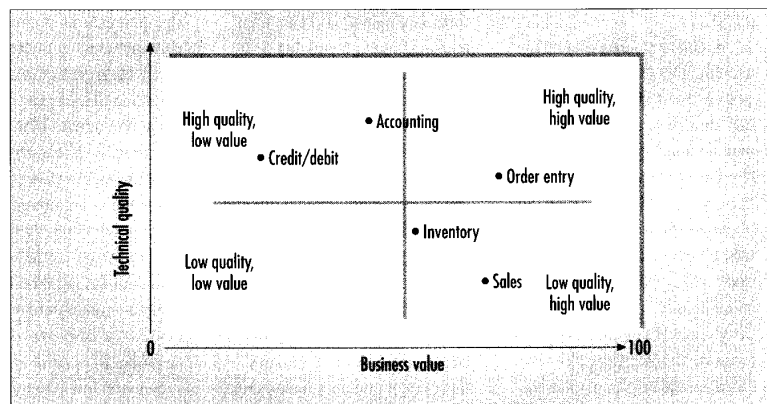 High quality,
low value
Accounting
High quality,
high value
Credit/debit
Order entry
Technical quality
Inventory
Low quality,
low value
Sales
Low quality,
high value
0
Business value
100